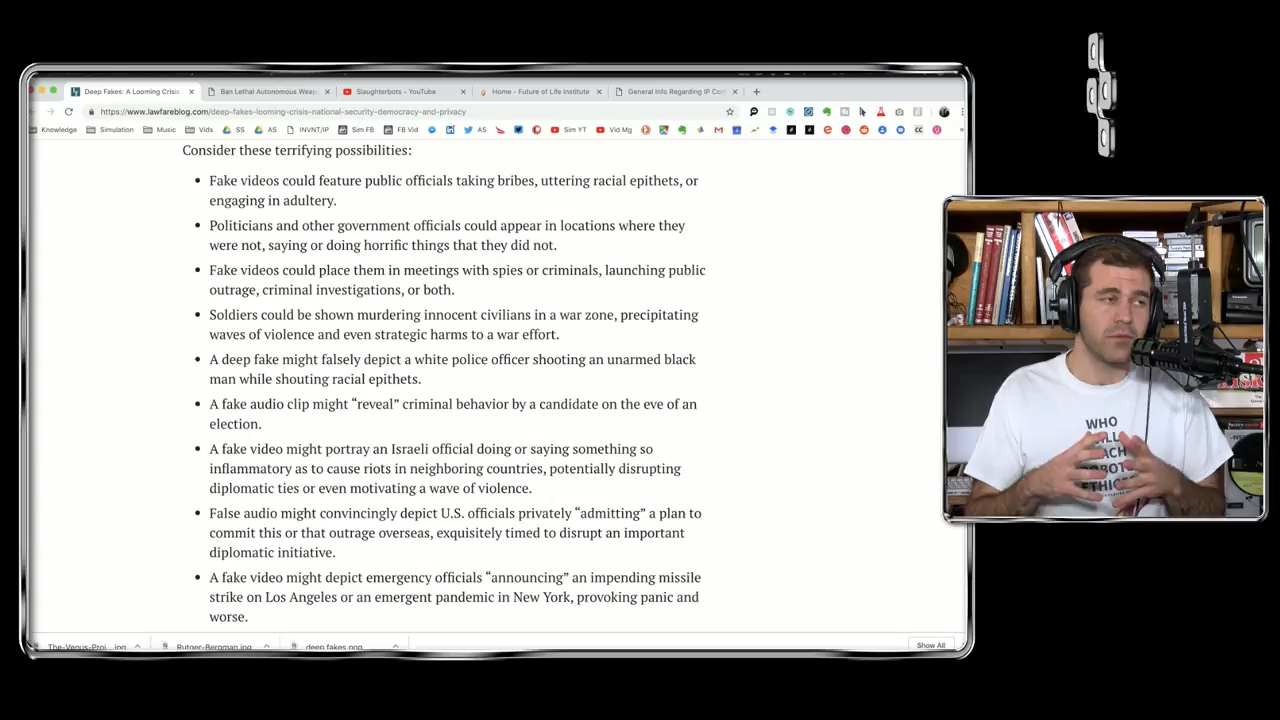 Deep Fakes: A Looming Crisis
Ban Lethal Autonomous Weap
Slaughterbots - YouTube
Home - Future of Life Institute
General Info Regarding IP Con
https://www.lawfareblog.com/deep-fakes-looming-crisis-national-security-democracy-and-privacy
Knowledge Simulation Music Vids SS AS INVNT/IP Sim FB FB Vid AS Sim YT Vid Mg
Consider these terrifying possibilities:
• Fake videos could feature public officials taking bribes, uttering racial epithets, or
engaging in adultery.
• Politicians and other government officials could appear in locations where they
were not, saying or doing horrific things that they did not.
• Fake videos could place them in meetings with spies or criminals, launching public
outrage, criminal investigations, or both.
• Soldiers could be shown murdering innocent civilians in a war zone, precipitating
waves of violence and even strategic harms to a war effort.
• A deep fake might falsely depict a white police officer shooting an unarmed black
man while shouting racial epithets.
• A fake audio clip might “reveal” criminal behavior by a candidate on the eve of an
election.
• A fake video might portray an Israeli official doing or saying something so
inflammatory as to cause riots in neighboring countries, potentially disrupting
diplomatic ties or even motivating a wave of violence.
• False audio might convincingly depict U.S. officials privately “admitting” a plan to
commit this or that outrage overseas, exquisitely timed to disrupt an important
diplomatic initiative.
• A fake video might depict emergency officials “announcing” an impending missile
strike on Los Angeles or an emergent pandemic in New York, provoking panic and
worse.
The-Venus-Proj....jpg
Rutger-Bergman.jpg
deep fakes.png
Show All
WHO
ETHICS